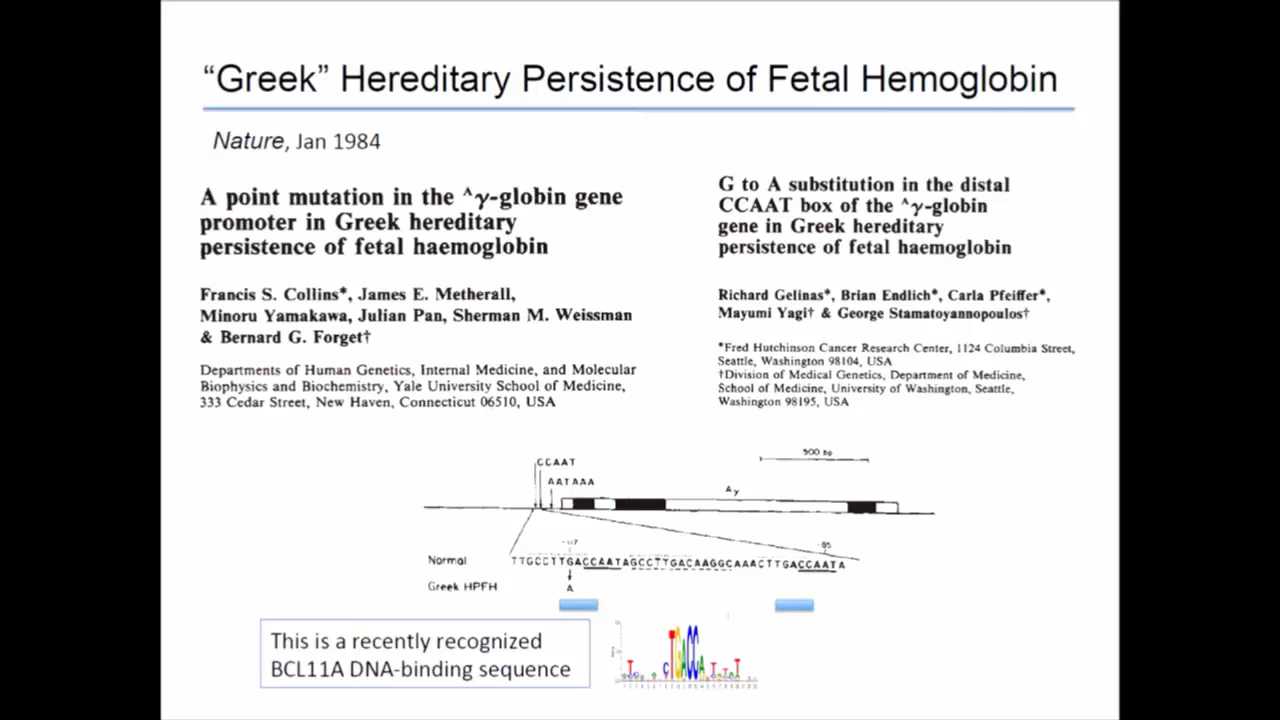 “Greek” Hereditary Persistence of Fetal Hemoglobin
Nature, Jan 1984
A point mutation in the ᴬγ-globin gene
promoter in Greek hereditary
persistence of fetal haemoglobin
Francis S. Collins*, James E. Metherall,
Minoru Yamakawa, Julian Pan, Sherman M. Weissman
& Bernard G. Forget†
Departments of Human Genetics, Internal Medicine, and Molecular
Biophysics and Biochemistry, Yale University School of Medicine,
333 Cedar Street, New Haven, Connecticut 06510, USA
G to A substitution in the distal
CCAAT box of the ᴬγ-globin
gene in Greek hereditary
persistence of fetal haemoglobin
Richard Gelinas*, Brian Endlich*, Carla Pfeiffer*,
Mayumi Yagi† & George Stamatoyannopoulos†
*Fred Hutchinson Cancer Research Center, 1124 Columbia Street,
Seattle, Washington 98104, USA
†Division of Medical Genetics, Department of Medicine,
School of Medicine, University of Washington, Seattle,
Washington 98195, USA
500 bp
CCAAT
AATAAA
Aγ
-117
-85
Normal TTGCCTTGACCAATAGCCTTGACAAGGCAAACTTGACCAATA
Greek HPFH A
This is a recently recognized
BCL11A DNA-binding sequence
TGACCA